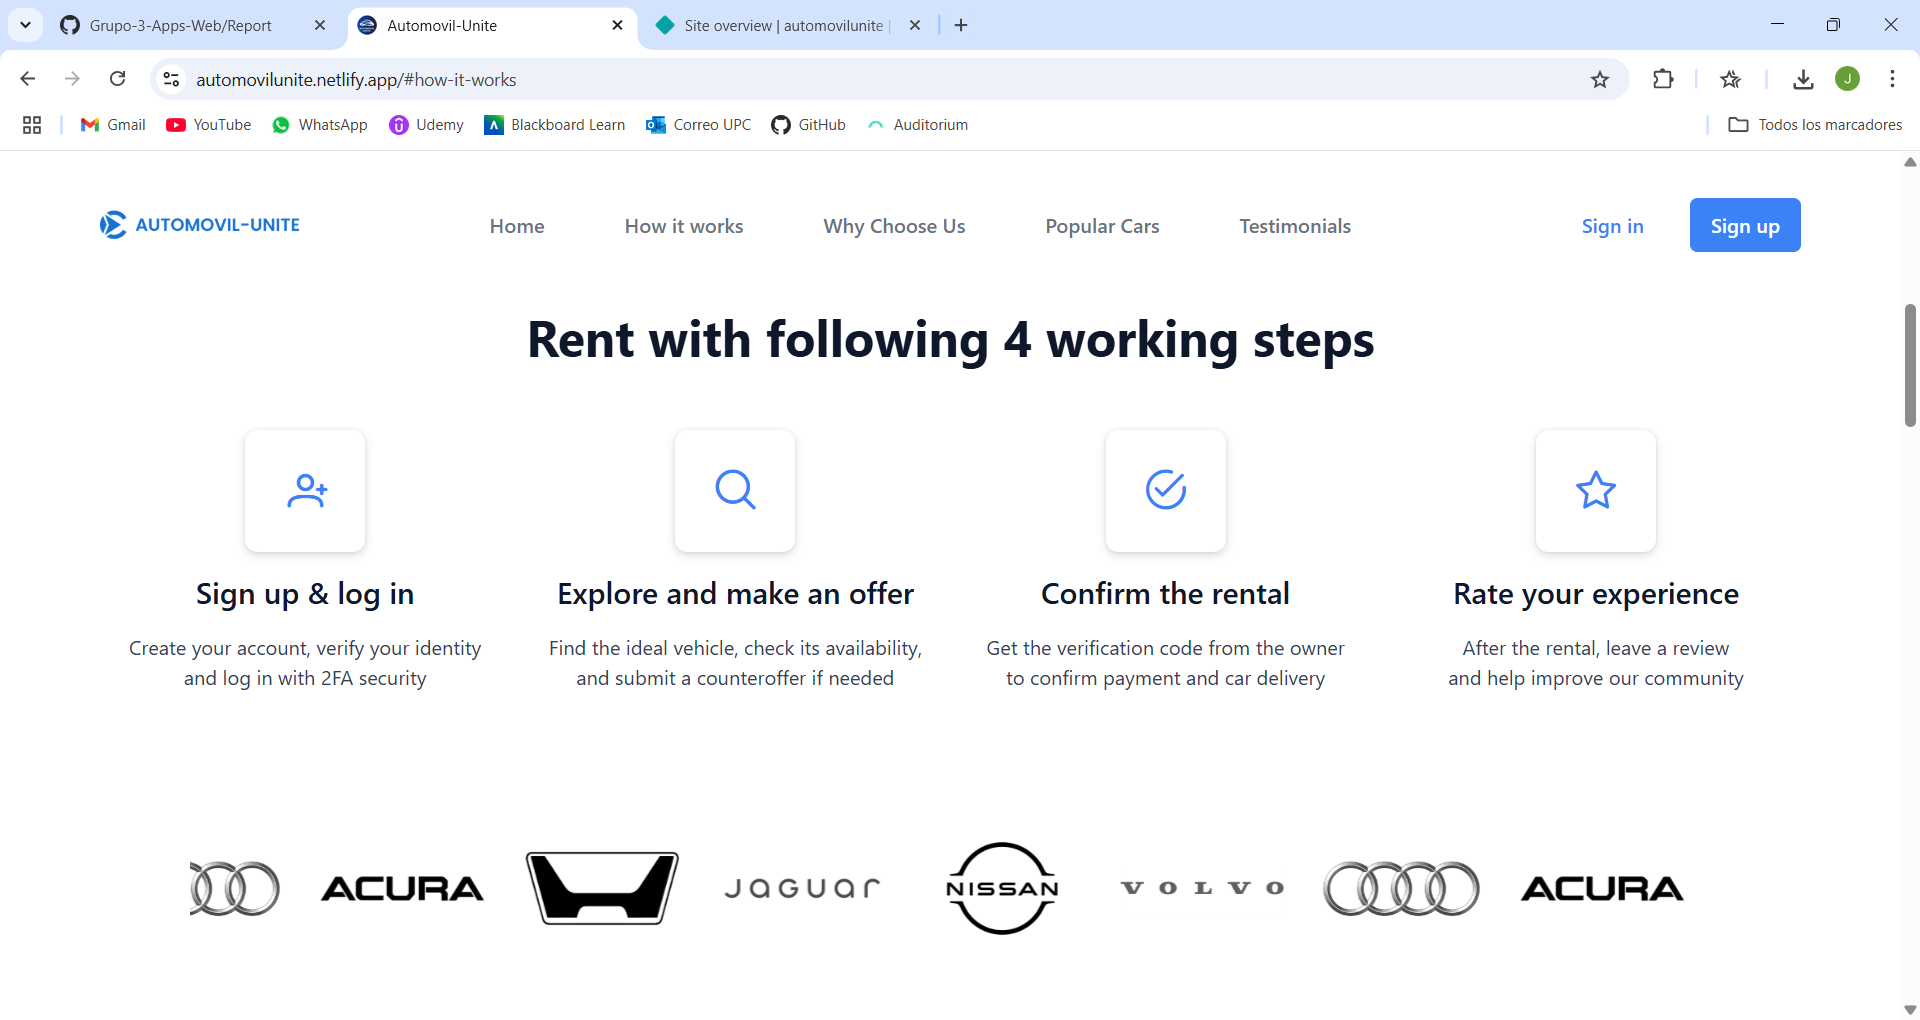 Grupo-3-Apps-Web/Report
Automovil-Unite
Site overview | automovilunite |
automovilunite.netlify.app/#how-it-works
J
Gmail
YouTube
WhatsApp
Udemy
Blackboard Learn
Correo UPC
GitHub
Auditorium
Todos los marcadores
AUTOMOVIL-UNITE
Home
How it works
Why Choose Us
Popular Cars
Testimonials
Sign in
Sign up
Rent with following 4 working steps
Sign up & log in
Create your account, verify your identity
and log in with 2FA security
Explore and make an offer
Find the ideal vehicle, check its availability,
and submit a counteroffer if needed
Confirm the rental
Get the verification code from the owner
to confirm payment and car delivery
Rate your experience
After the rental, leave a review
and help improve our community
ACURA
JAGUAR
NISSAN
VOLVO
ACURA